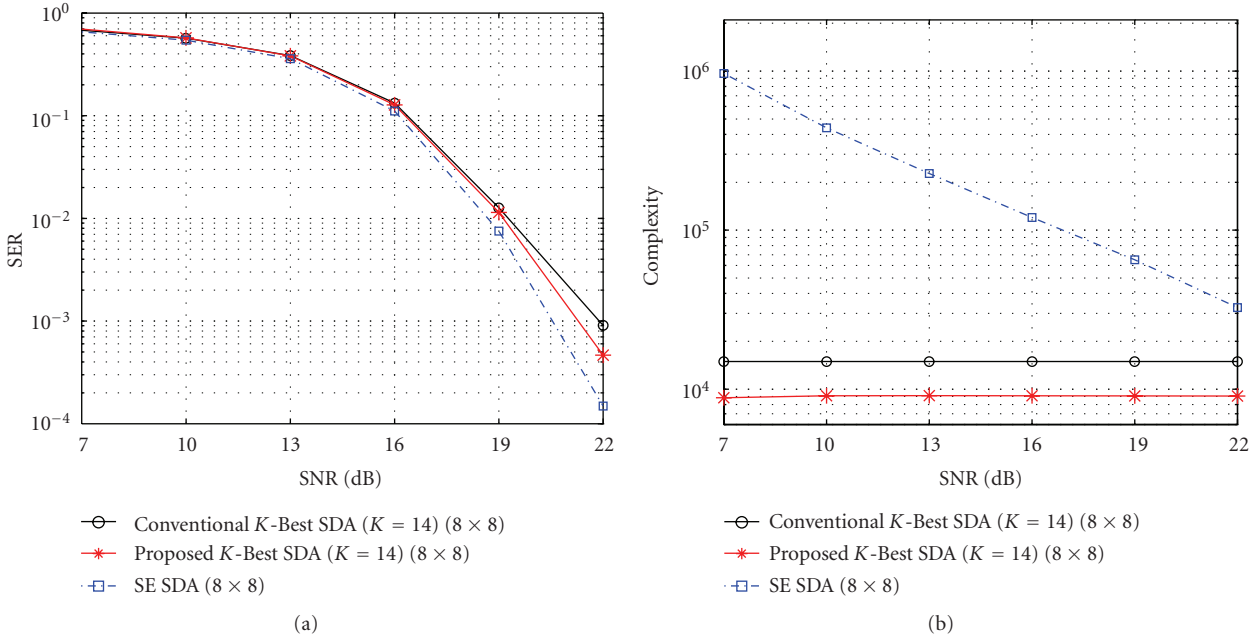 10^0
10^-1
10^-2
10^-3
10^-4
SER
7 10 13 16 19 22
SNR (dB)
Conventional K-Best SDA (K = 14) (8 × 8)
Proposed K-Best SDA (K = 14) (8 × 8)
SE SDA (8 × 8)
(a)
10^6
10^5
10^4
Complexity
7 10 13 16 19 22
SNR (dB)
Conventional K-Best SDA (K = 14) (8 × 8)
Proposed K-Best SDA (K = 14) (8 × 8)
SE SDA (8 × 8)
(b)